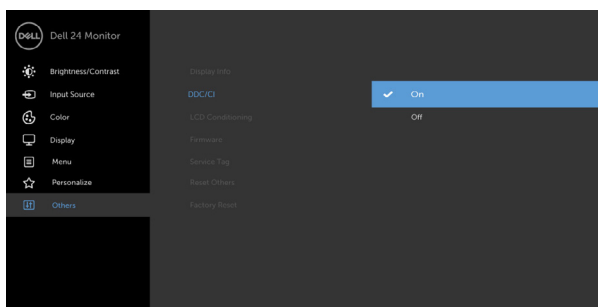 DELL
Dell 24 Monitor
Brightness/Contrast
Input Source
Color
Display
Menu
Personalize
Others
Display Info
DDC/CI
LCD Conditioning
Firmware
Service Tag
Reset Others
Factory Reset
On
Off